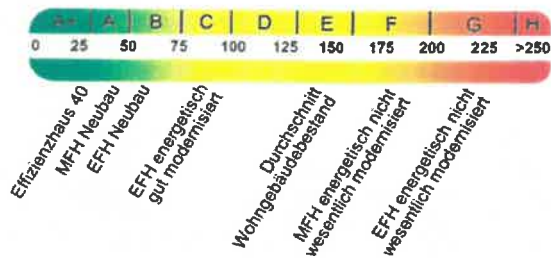 A+ A B C D E F G H
0 25 50 75 100 125 150 175 200 225 >250
Effizienzhaus 40
MFH Neubau
EFH Neubau
EFH energetisch
gut modernisiert
Durchschnitt
Wohngebäudebestand
MFH energetisch nicht
wesentlich modernisiert
EFH energetisch nicht
wesentlich modernisiert